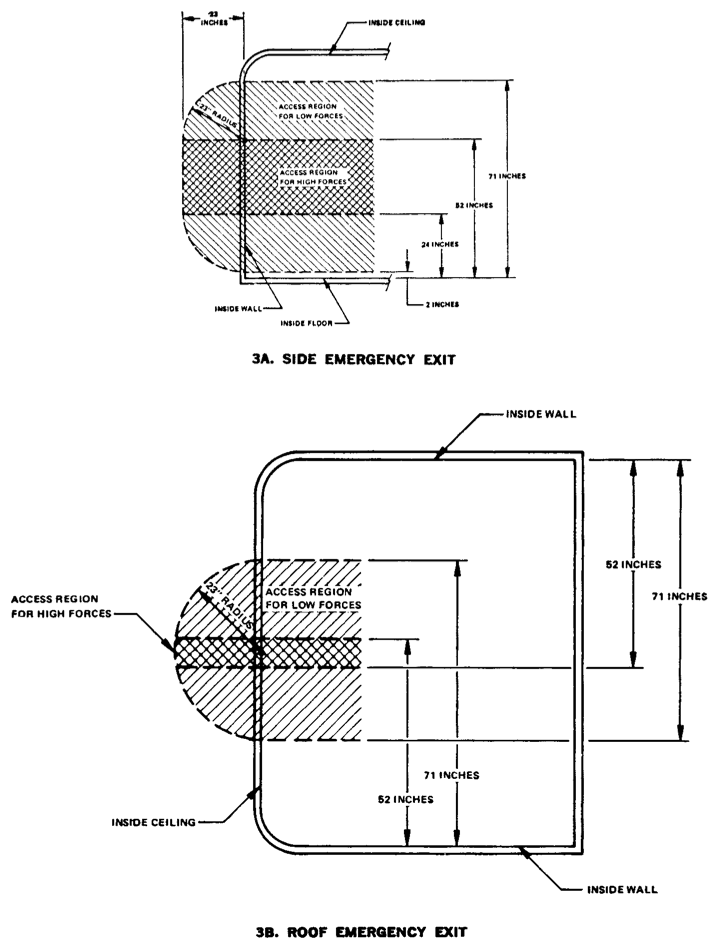 23
INCHES
INSIDE CEILING
23" RADIUS
ACCESS REGION
FOR LOW FORCES
ACCESS REGION
FOR HIGH FORCES
71 INCHES
52 INCHES
24 INCHES
2 INCHES
INSIDE WALL
INSIDE FLOOR
3A. SIDE EMERGENCY EXIT
INSIDE WALL
52 INCHES
71 INCHES
23" RADIUS
ACCESS REGION
FOR LOW FORCES
ACCESS REGION
FOR HIGH FORCES
71 INCHES
52 INCHES
INSIDE CEILING
INSIDE WALL
3B. ROOF EMERGENCY EXIT